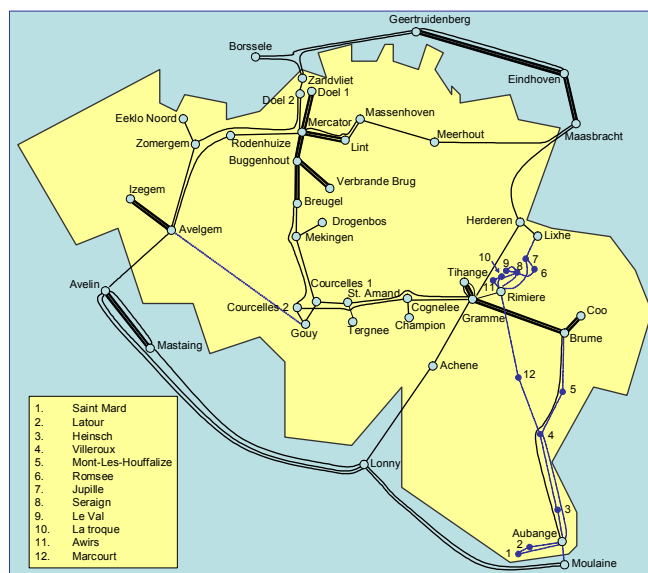 Geertruidenberg
Borssele
Eindhoven
Zandvliet
Doel 1
Doel 2
Eeklo Noord
Mercator
Massenhoven
Maasbracht
Zomergem
Rodenhuize
Lint
Meerhout
Buggenhout
Verbrande Brug
Izegem
Breugel
Drogenbos
Herderen
Avelgem
Mekingen
Lixhe
10
9
8
7
6
Tihange
11
Rimiere
Avelin
Courcelles 1
St. Amand
Courcelles 2
Cognelee
Gramme
Coo
Gouy
Tergnee
Champion
Brume
Mastaing
Achene
12
5
4
Lonny
3
Aubange
2
1
Moulaine
1. Saint Mard
2. Latour
3. Heinsch
4. Villeroux
5. Mont-Les-Houffalize
6. Romsee
7. Jupille
8. Seraign
9. Le Val
10. La troque
11. Awirs
12. Marcourt